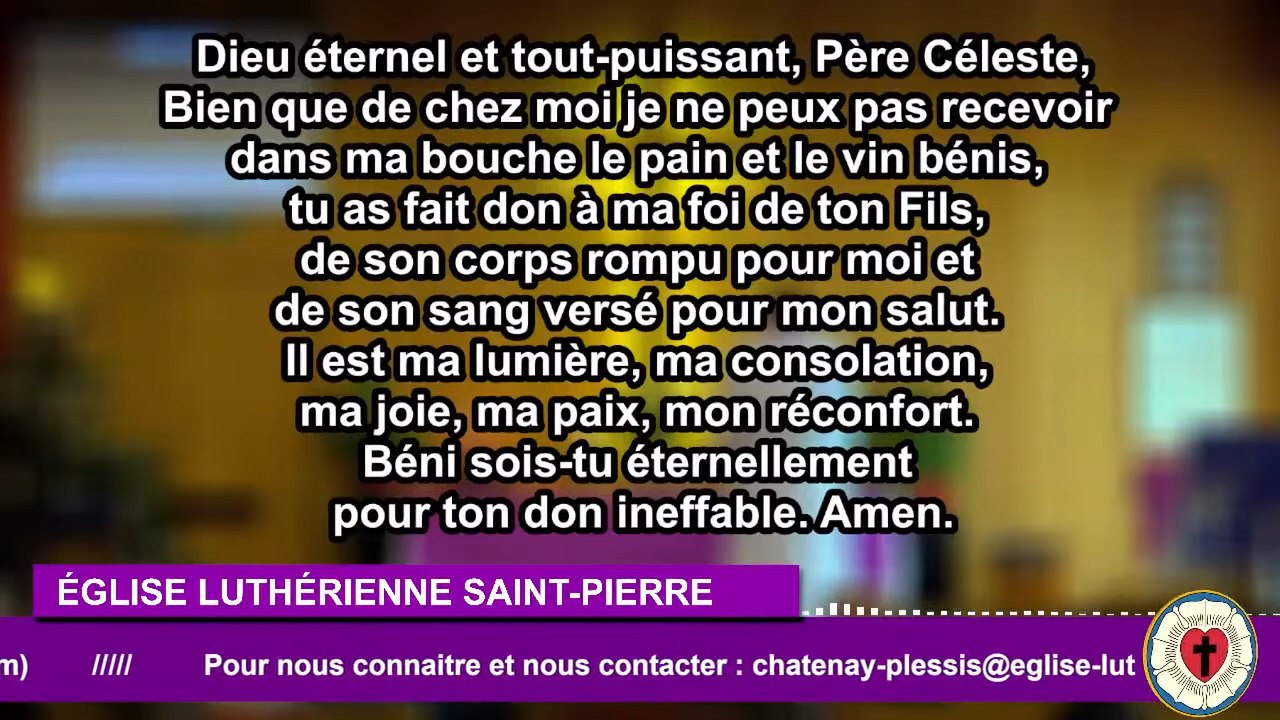 Dieu éternel et tout-puissant, Père Céleste,
Bien que de chez moi je ne peux pas recevoir
dans ma bouche le pain et le vin bénis,
tu as fait don à ma foi de ton Fils,
de son corps rompu pour moi et
de son sang versé pour mon salut.
Il est ma lumière, ma consolation,
ma joie, ma paix, mon réconfort.
Béni sois-tu éternellement
pour ton don ineffable. Amen.
ÉGLISE LUTHÉRIENNE SAINT-PIERRE
m) ///// Pour nous connaitre et nous contacter : chatenay-plessis@eglise-lut